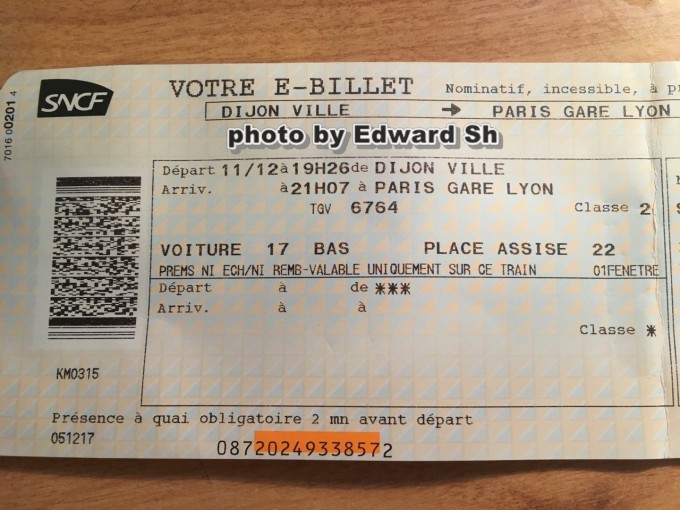 7016 00201 4
SNCF
VOTRE E-BILLET Nominatif, incessible, à
DIJON VILLE → PARIS GARE LYON
photo by Edward Sh
Départ 11/12 à 19H26 de DIJON VILLE
Arriv. à 21H07 à PARIS GARE LYON
TGV 6764 Classe 2
VOITURE 17 BAS PLACE ASSISE 22
PREMS NI ECH/NI REMB-VALABLE UNIQUEMENT SUR CE TRAIN 01FENETRE
Départ à de ***
Arriv. à à
Classe *
KM0315
Présence à quai obligatoire 2 mn avant départ
051217
08720249338572